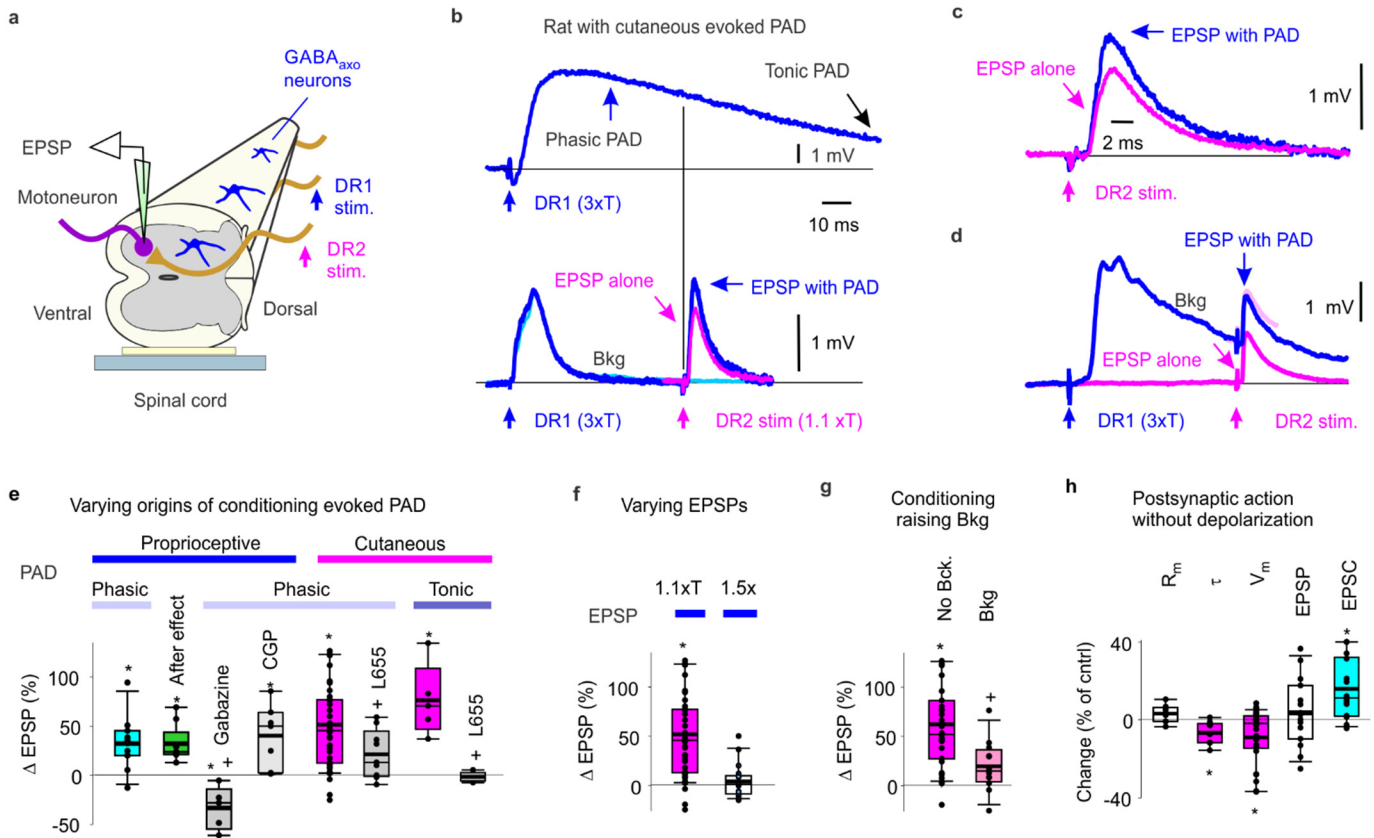 a
GABAaxo
neurons
EPSP
Motoneuron
DR1
stim.
DR2
stim.
Ventral
Dorsal
Spinal cord
b
Rat with cutaneous evoked PAD
Tonic PAD
Phasic PAD
1 mV
DR1 (3xT)
10 ms
EPSP alone
EPSP with PAD
Bkg
1 mV
DR1 (3xT)
DR2 stim (1.1 xT)
c
EPSP with PAD
EPSP alone
1 mV
2 ms
DR2 stim.
d
EPSP with PAD
Bkg
1 mV
EPSP alone
DR1 (3xT)
DR2 stim.
e
Varying origins of conditioning evoked PAD
Proprioceptive
Cutaneous
PAD
Phasic
Phasic
Tonic
*
After effect
*
Gabazine
* +
CGP
*
*
+ L655
*
+ L655
Δ EPSP (%)
100
50
0
-50
f
Varying EPSPs
1.1xT
1.5x
EPSP
*
Δ EPSP (%)
100
50
0
g
Conditioning
raising Bkg
No Bck.
Bkg
*
+
Δ EPSP (%)
100
50
0
h
Postsynaptic action
without depolarization
Rm
τ
Vm
EPSP
EPSC
*
*
*
Change (% of cntrl)
40
0
-40